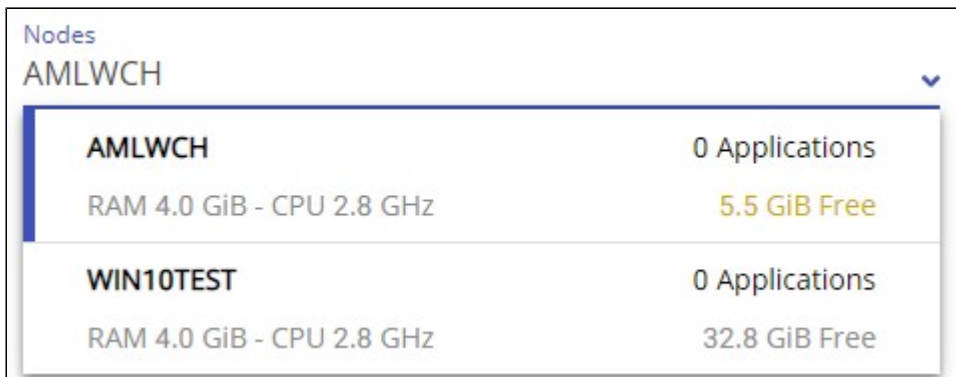 Nodes
AMLWCH
AMLWCH 0 Applications
RAM 4.0 GiB - CPU 2.8 GHz 5.5 GiB Free
WIN10TEST 0 Applications
RAM 4.0 GiB - CPU 2.8 GHz 32.8 GiB Free